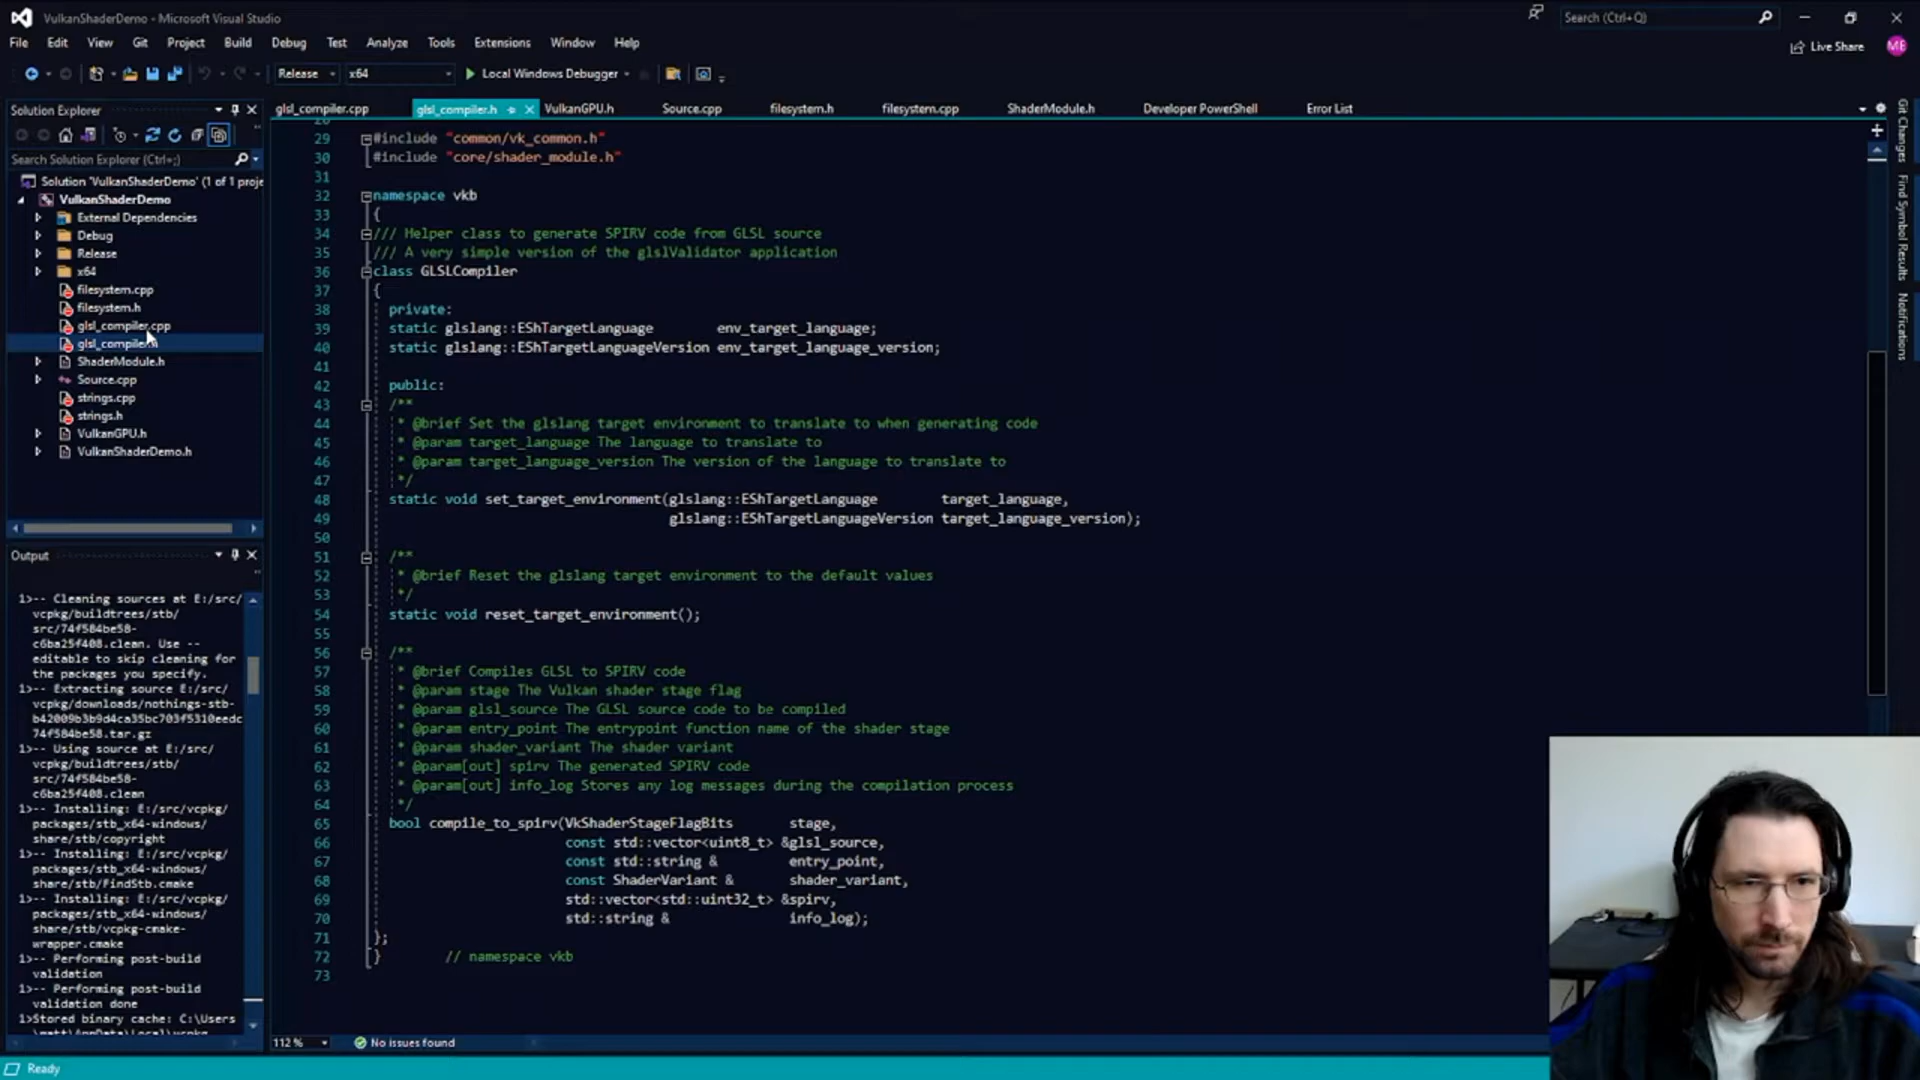 VulkanShaderDemo - Microsoft Visual Studio
Search (Ctrl+Q)
File Edit View Git Project Build Debug Test Analyze Tools Extensions Window Help
Live Share
MB
Release x64 Local Windows Debugger
Solution Explorer
Search Solution Explorer (Ctrl+;)
Solution 'VulkanShaderDemo' (1 of 1 proje
VulkanShaderDemo
External Dependencies
Debug
Release
x64
filesystem.cpp
filesystem.h
glsl_compiler.cpp
glsl_compiler.h
ShaderModule.h
Source.cpp
strings.cpp
strings.h
VulkanGPU.h
VulkanShaderDemo.h
Output
1>-- Cleaning sources at E:/src/
vcpkg/buildtrees/stb/
src/74f584be58-
c6ba25f408.clean. Use --
editable to skip cleaning for
the packages you specify.
1>-- Extracting source E:/src/
vcpkg/downloads/nothings-stb-
b42009b3b9d4ca35bc703f5310eedc
74f584be58.tar.gz
1>-- Using source at E:/src/
vcpkg/buildtrees/stb/
src/74f584be58-
c6ba25f408.clean
1>-- Installing: E:/src/vcpkg/
packages/stb_x64-windows/
share/stb/copyright
1>-- Installing: E:/src/vcpkg/
packages/stb_x64-windows/
share/stb/FindStb.cmake
1>-- Installing: E:/src/vcpkg/
packages/stb_x64-windows/
share/stb/vcpkg-cmake-
wrapper.cmake
1>-- Performing post-build
validation
1>-- Performing post-build
validation done
1>Stored binary cache: C:\Users
glsl_compiler.cpp glsl_compiler.h VulkanGPU.h Source.cpp filesystem.h filesystem.cpp ShaderModule.h Developer PowerShell Error List
29 #include "common/vk_common.h"
30 #include "core/shader_module.h"
31
32 namespace vkb
33 {
34 /// Helper class to generate SPIRV code from GLSL source
35 /// A very simple version of the glslValidator application
36 class GLSLCompiler
37 {
38 private:
39 static glslang::EShTargetLanguage env_target_language;
40 static glslang::EShTargetLanguageVersion env_target_language_version;
41
42 public:
43 /**
44 * @brief Set the glslang target environment to translate to when generating code
45 * @param target_language The language to translate to
46 * @param target_language_version The version of the language to translate to
47 */
48 static void set_target_environment(glslang::EShTargetLanguage target_language,
49 glslang::EShTargetLanguageVersion target_language_version);
50
51 /**
52 * @brief Reset the glslang target environment to the default values
53 */
54 static void reset_target_environment();
55
56 /**
57 * @brief Compiles GLSL to SPIRV code
58 * @param stage The Vulkan shader stage flag
59 * @param glsl_source The GLSL source code to be compiled
60 * @param entry_point The entrypoint function name of the shader stage
61 * @param shader_variant The shader variant
62 * @param[out] spirv The generated SPIRV code
63 * @param[out] info_log Stores any log messages during the compilation process
64 */
65 bool compile_to_spirv(VkShaderStageFlagBits stage,
66 const std::vector<uint8_t> &glsl_source,
67 const std::string & entry_point,
68 const ShaderVariant & shader_variant,
69 std::vector<std::uint32_t> &spirv,
70 std::string & info_log);
71 };
72 } // namespace vkb
73
112 % No issues found
Ready
Git Changes
Find Symbol Results
Notifications